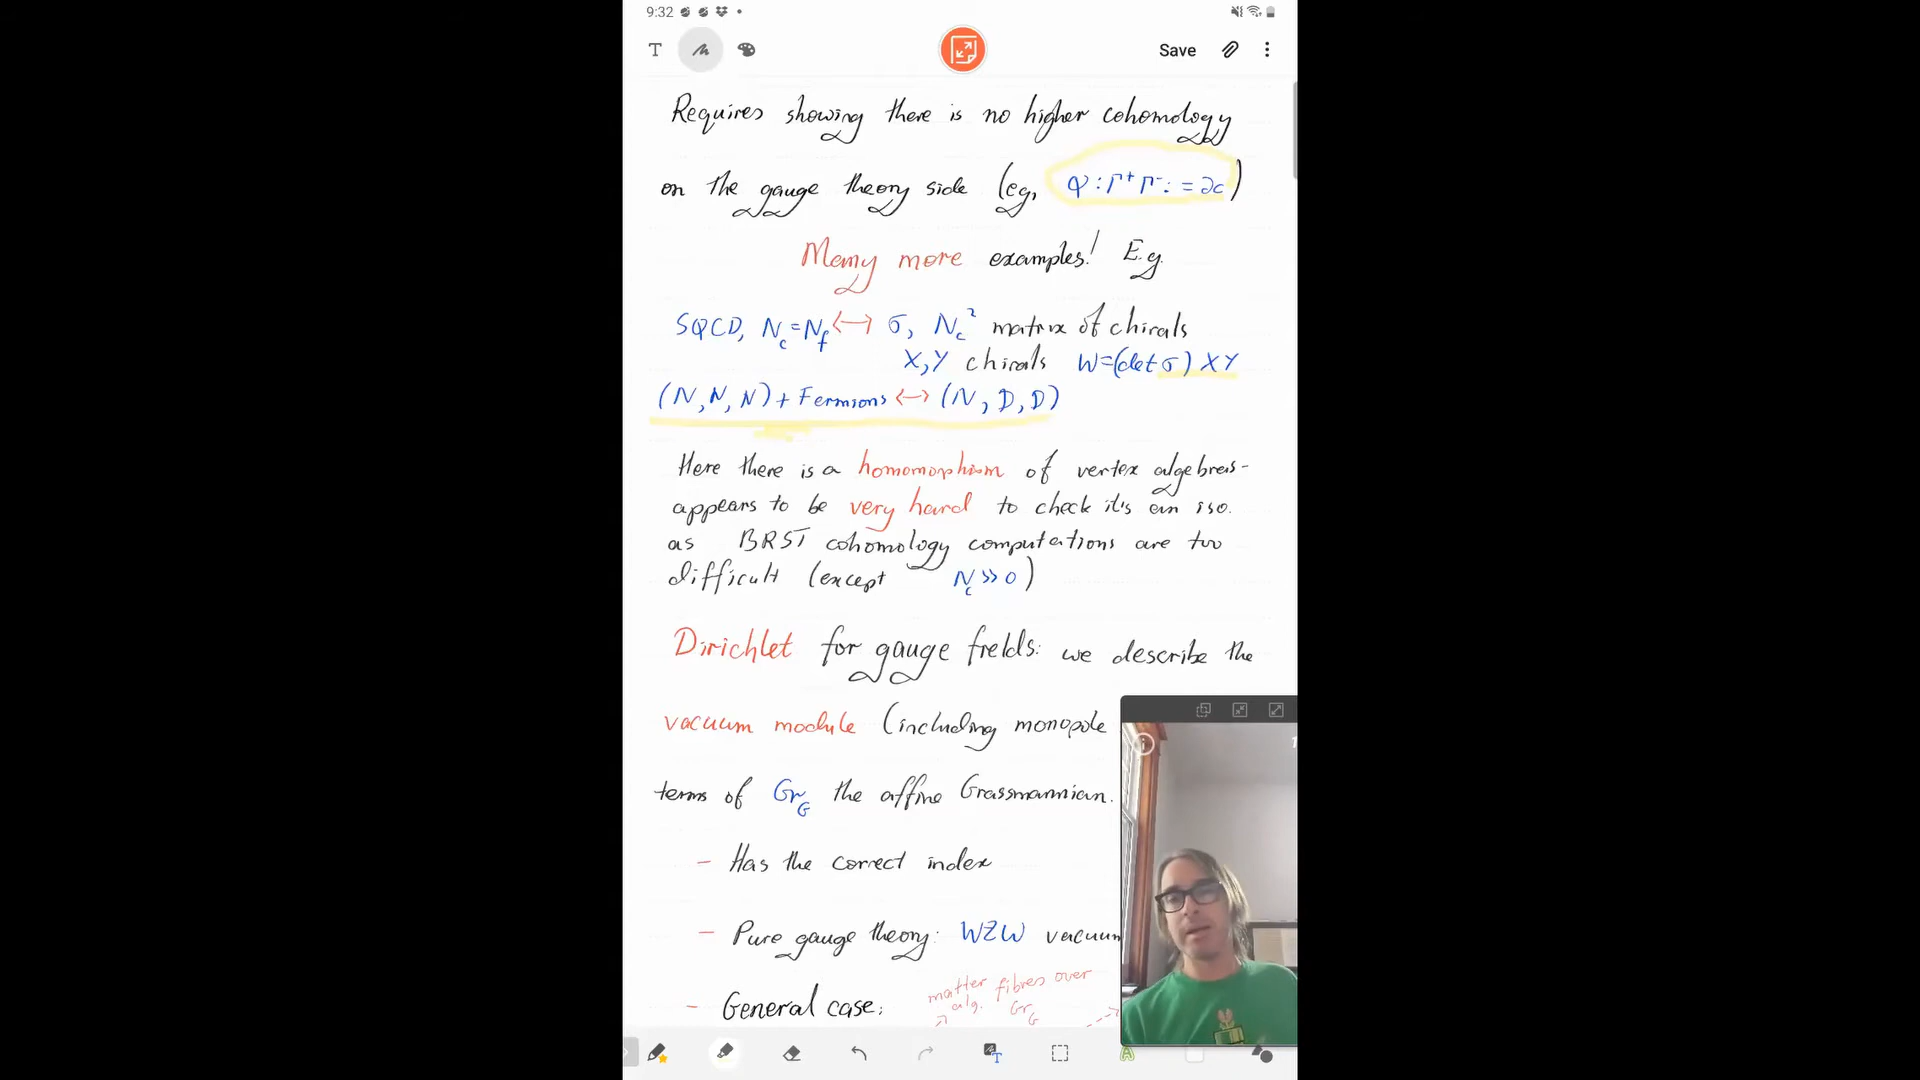 9:32
T
Save
Requires showing there is no higher cohomology
on the gauge theory side (eg, Q:Γ⁺Γ⁻: = ∂c)
Many more examples! E.g.
SQCD, N_c = N_f ↔ σ, N_c² matrix of chirals
X, Y chirals W=(det σ) XY
(N, N, N) + Fermions ↔ (N, D, D)
Here there is a homomorphism of vertex algebras-
appears to be very hard to check it's an iso.
as BRST cohomology computations are too
difficult (except N_c >> 0)
Dirichlet for gauge fields: we describe the
vacuum module (including monopole
terms of Gr_G the affine Grassmannian.
- Has the correct index
- Pure gauge theory: WZW vacuum
matter fibres over
alg. Gr_G
- General case: